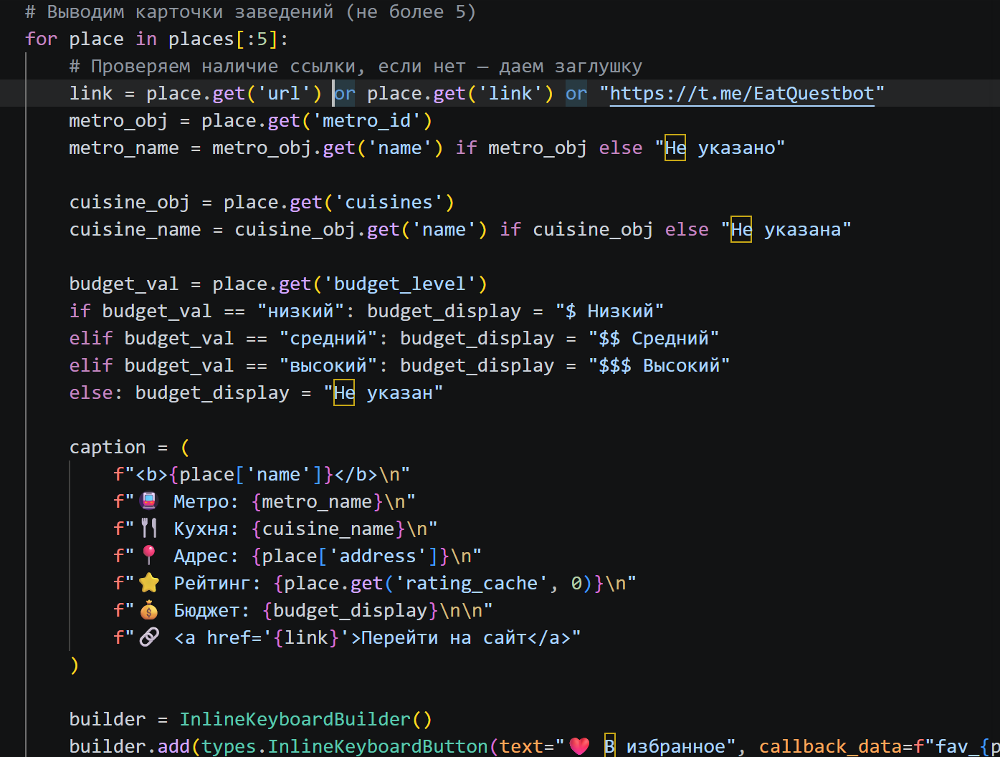 # Выводим карточки заведений (не более 5)
for place in places[:5]:
    # Проверяем наличие ссылки, если нет — даем заглушку
    link = place.get('url') or place.get('link') or "https://t.me/EatQuestbot"
    metro_obj = place.get('metro_id')
    metro_name = metro_obj.get('name') if metro_obj else "Не указано"

    cuisine_obj = place.get('cuisines')
    cuisine_name = cuisine_obj.get('name') if cuisine_obj else "Не указана"

    budget_val = place.get('budget_level')
    if budget_val == "низкий": budget_display = "$ Низкий"
    elif budget_val == "средний": budget_display = "$$ Средний"
    elif budget_val == "высокий": budget_display = "$$$ Высокий"
    else: budget_display = "Не указан"

    caption = (
        f"<b>{place['name']}</b>\n"
        f"🚇 Метро: {metro_name}\n"
        f"🍴 Кухня: {cuisine_name}\n"
        f"📍 Адрес: {place['address']}\n"
        f"⭐ Рейтинг: {place.get('rating_cache', 0)}\n"
        f"💰 Бюджет: {budget_display}\n\n"
        f"🔗 <a href='{link}'>Перейти на сайт</a>"
    )

    builder = InlineKeyboardBuilder()
    builder.add(types.InlineKeyboardButton(text="❤️ В избранное", callback_data=f"fav_{p